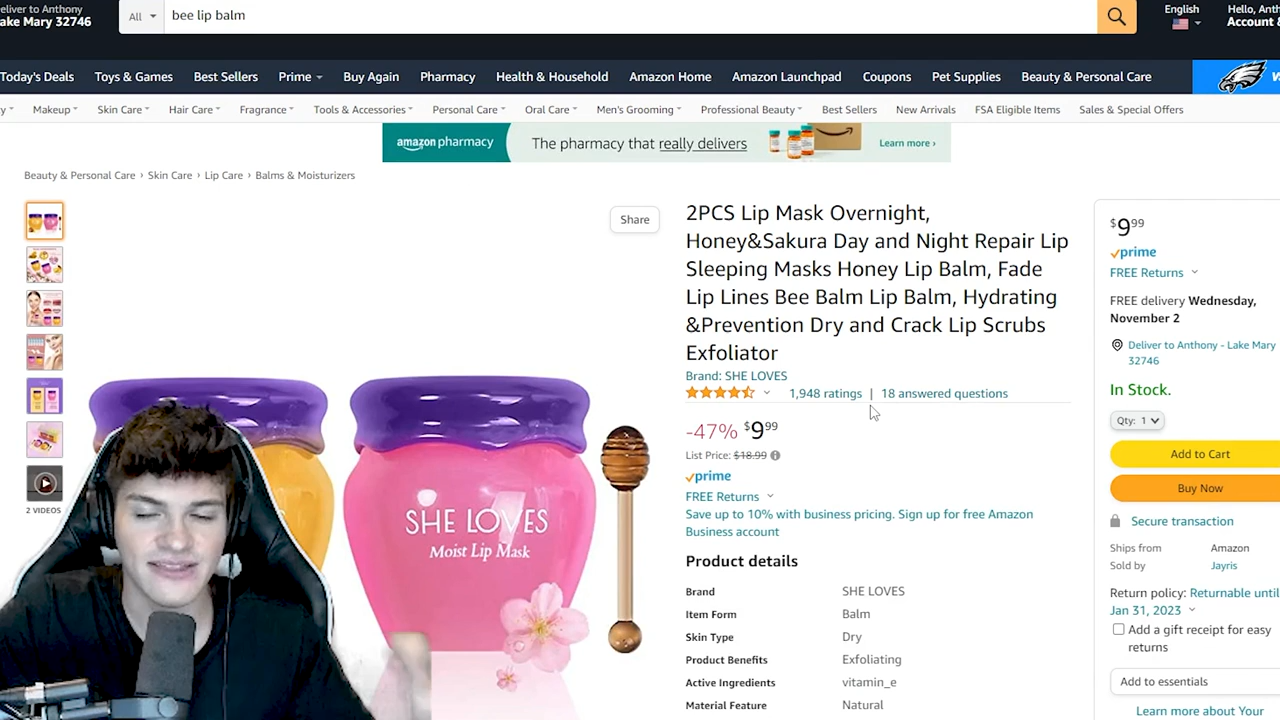 Deliver to Anthony
Lake Mary 32746
All
bee lip balm
English
Hello, Anth
Account &
Today's Deals
Toys & Games
Best Sellers
Prime
Buy Again
Pharmacy
Health & Household
Amazon Home
Amazon Launchpad
Coupons
Pet Supplies
Beauty & Personal Care
Makeup
Skin Care
Hair Care
Fragrance
Tools & Accessories
Personal Care
Oral Care
Men's Grooming
Professional Beauty
Best Sellers
New Arrivals
FSA Eligible Items
Sales & Special Offers
amazon pharmacy
The pharmacy that really delivers
Learn more ›
Beauty & Personal Care › Skin Care › Lip Care › Balms & Moisturizers
Share
2 VIDEOS
SHE LOVES
Moist Lip Mask
2PCS Lip Mask Overnight,
Honey&Sakura Day and Night Repair Lip
Sleeping Masks Honey Lip Balm, Fade
Lip Lines Bee Balm Lip Balm, Hydrating
&Prevention Dry and Crack Lip Scrubs
Exfoliator
Brand: SHE LOVES
1,948 ratings | 18 answered questions
-47% $999
List Price: $18.99
prime
FREE Returns
Save up to 10% with business pricing. Sign up for free Amazon
Business account
Product details
Brand SHE LOVES
Item Form Balm
Skin Type Dry
Product Benefits Exfoliating
Active Ingredients vitamin_e
Material Feature Natural
$999
prime
FREE Returns
FREE delivery Wednesday,
November 2
Deliver to Anthony - Lake Mary
32746
In Stock.
Qty: 1
Add to Cart
Buy Now
Secure transaction
Ships from Amazon
Sold by Jayris
Return policy: Returnable until
Jan 31, 2023
Add a gift receipt for easy
returns
Add to essentials
Learn more about Your